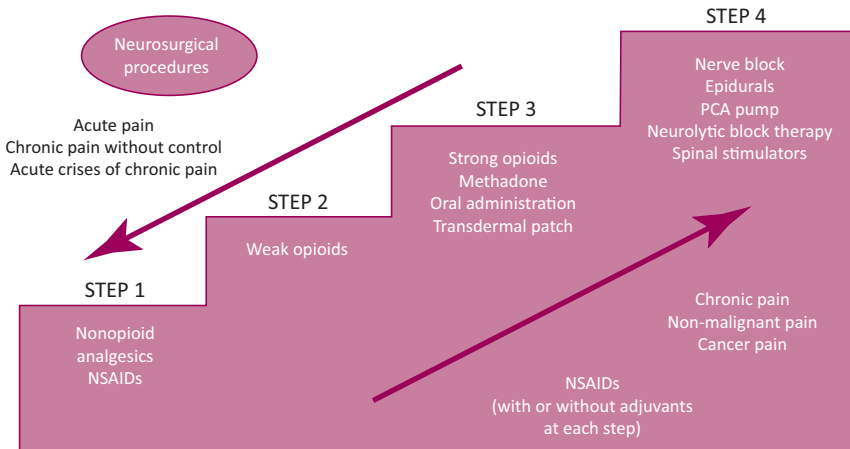 Neurosurgical
procedures
Acute pain
Chronic pain without control
Acute crises of chronic pain
STEP 1
Nonopioid
analgesics
NSAIDs
STEP 2
Weak opioids
STEP 3
Strong opioids
Methadone
Oral administration
Transdermal patch
STEP 4
Nerve block
Epidurals
PCA pump
Neurolytic block therapy
Spinal stimulators
Chronic pain
Non-malignant pain
Cancer pain
NSAIDs
(with or without adjuvants
at each step)